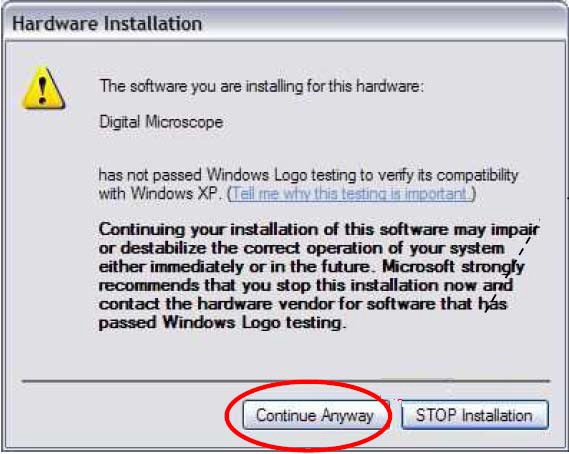 Hardware Installation
The software you are installing for this hardware:
Digital Microscope
has not passed Windows Logo testing to verify its compatibility
with Windows XP. (Tell me why this testing is important.)
Continuing your installation of this software may impair
or destabilize the correct operation of your system
either immediately or in the future. Microsoft strongly
recommends that you stop this installation now and
contact the hardware vendor for software that has
passed Windows Logo testing.
Continue Anyway
STOP Installation